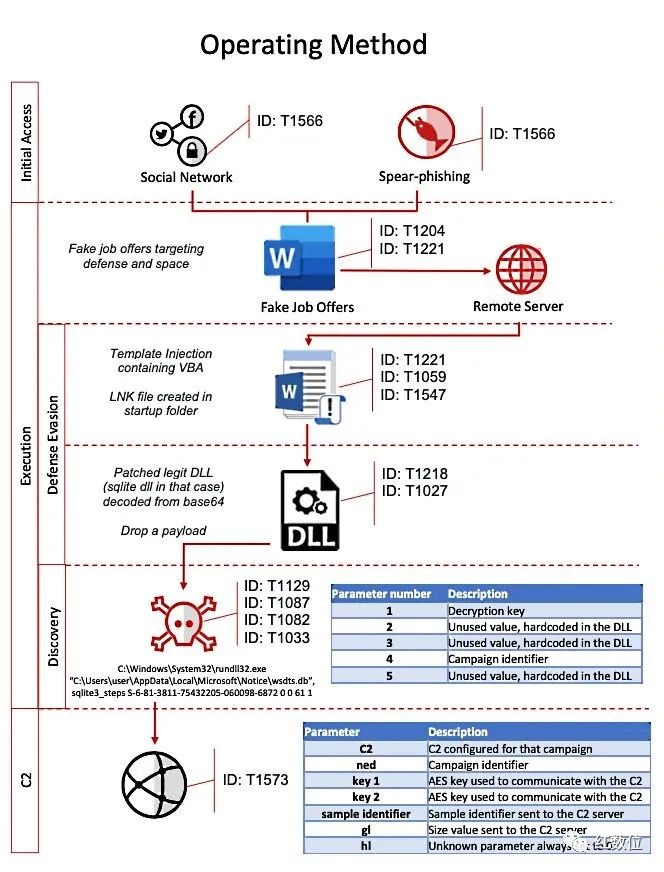 Operating Method
Initial Access
ID: T1566
Social Network
ID: T1566
Spear-phishing
Execution
Fake job offers targeting
defense and space
W
ID: T1204
ID: T1221
Fake Job Offers
Remote Server
Defense Evasion
Template Injection
containing VBA
LNK file created in
startup folder
W
!
ID: T1221
ID: T1059
ID: T1547
Patched legit DLL
(sqlite dll in that case)
decoded from base64
Drop a payload
DLL
ID: T1218
ID: T1027
Discovery
ID: T1129
ID: T1087
ID: T1082
ID: T1033
C:\Windows\System32\rundll32.exe
"C:\Users\user\AppData\Local\Microsoft\Notice\wsdts.db",
sqlite3_steps S-6-81-3811-75432205-060098-6872 0 0 61 1
Parameter number Description
1 Decryption key
2 Unused value, hardcoded in the DLL
3 Unused value, hardcoded in the DLL
4 Campaign identifier
5 Unused value, hardcoded in the DLL
C2
ID: T1573
Parameter Description
C2 C2 configured for that campaign
ned Campaign identifier
key 1 AES key used to communicate with the C2
key 2 AES key used to communicate with the C2
sample identifier Sample identifier sent to the C2 server
gl Size value sent to the C2 server
hl Unknown parameter always
红数位